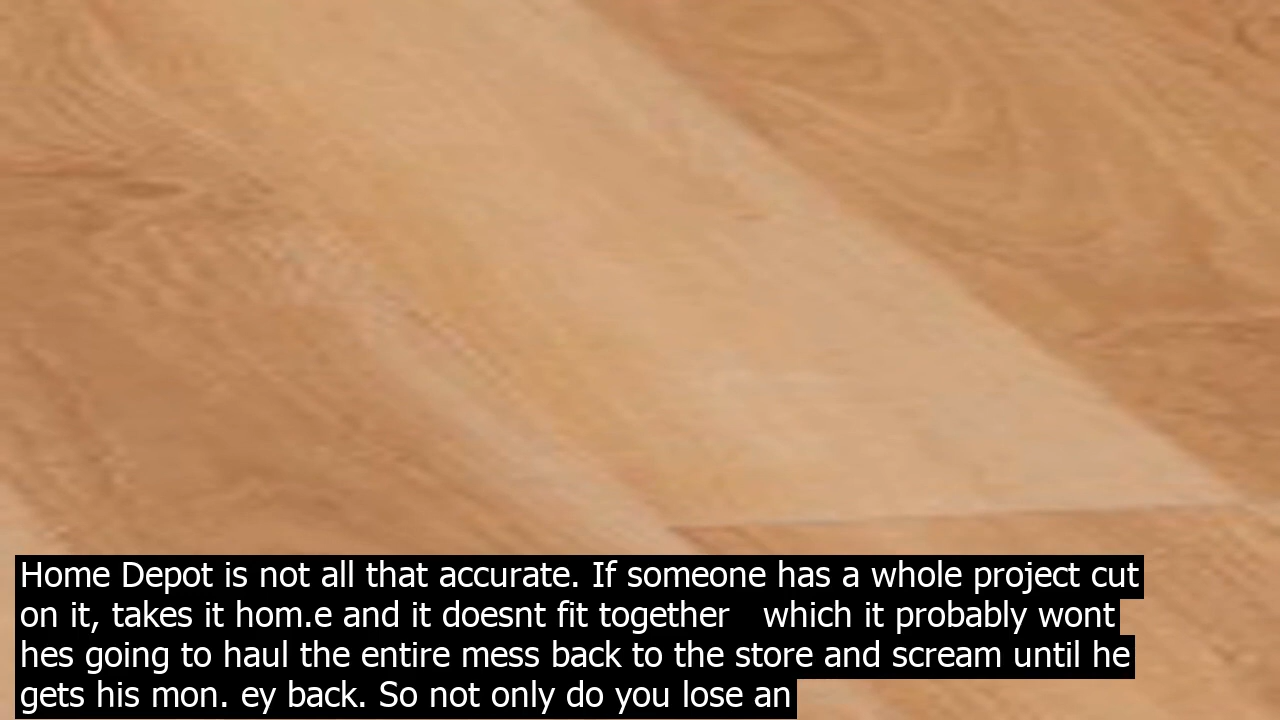 Home Depot is not all that accurate. If someone has a whole project cut
on it, takes it hom.e and it doesnt fit together   which it probably wont
hes going to haul the entire mess back to the store and scream until he
gets his mon. ey back. So not only do you lose an